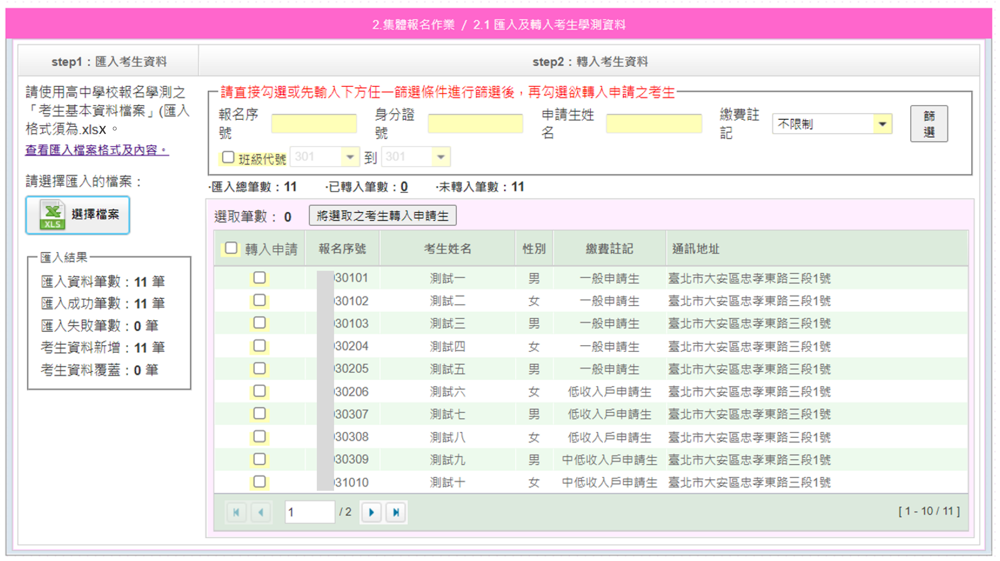 2.集體報名作業 / 2.1 匯入及轉入考生學測資料
step1：匯入考生資料
請使用高中學校報名學測之
「考生基本資料檔案」(匯入
格式須為.xlsx。
查看匯入檔案格式及內容。
請選擇匯入的檔案：
XLS 選擇檔案
匯入結果
匯入資料筆數：11 筆
匯入成功筆數：11 筆
匯入失敗筆數：0 筆
考生資料新增：11 筆
考生資料覆蓋：0 筆
step2：轉入考生資料
請直接勾選或先輸入下方任一篩選條件進行篩選後，再勾選欲轉入申請之考生
報名序
號
身分證
號
申請生姓
名
繳費註
記
不限制
篩
選
班級代號 301 到 301
·匯入總筆數：11 ·已轉入筆數：0 ·未轉入筆數：11
選取筆數： 0 將選取之考生轉入申請生
轉入申請 報名序號 考生姓名 性別 繳費註記 通訊地址
30101 測試一 男 一般申請生 臺北市大安區忠孝東路三段1號
30102 測試二 女 一般申請生 臺北市大安區忠孝東路三段1號
30103 測試三 男 一般申請生 臺北市大安區忠孝東路三段1號
30204 測試四 女 一般申請生 臺北市大安區忠孝東路三段1號
30205 測試五 男 一般申請生 臺北市大安區忠孝東路三段1號
30206 測試六 女 低收入戶申請生 臺北市大安區忠孝東路三段1號
30307 測試七 男 低收入戶申請生 臺北市大安區忠孝東路三段1號
30308 測試八 女 低收入戶申請生 臺北市大安區忠孝東路三段1號
30309 測試九 男 中低收入戶申請生 臺北市大安區忠孝東路三段1號
31010 測試十 女 中低收入戶申請生 臺北市大安區忠孝東路三段1號
1 / 2 [ 1 - 10 / 11 ]